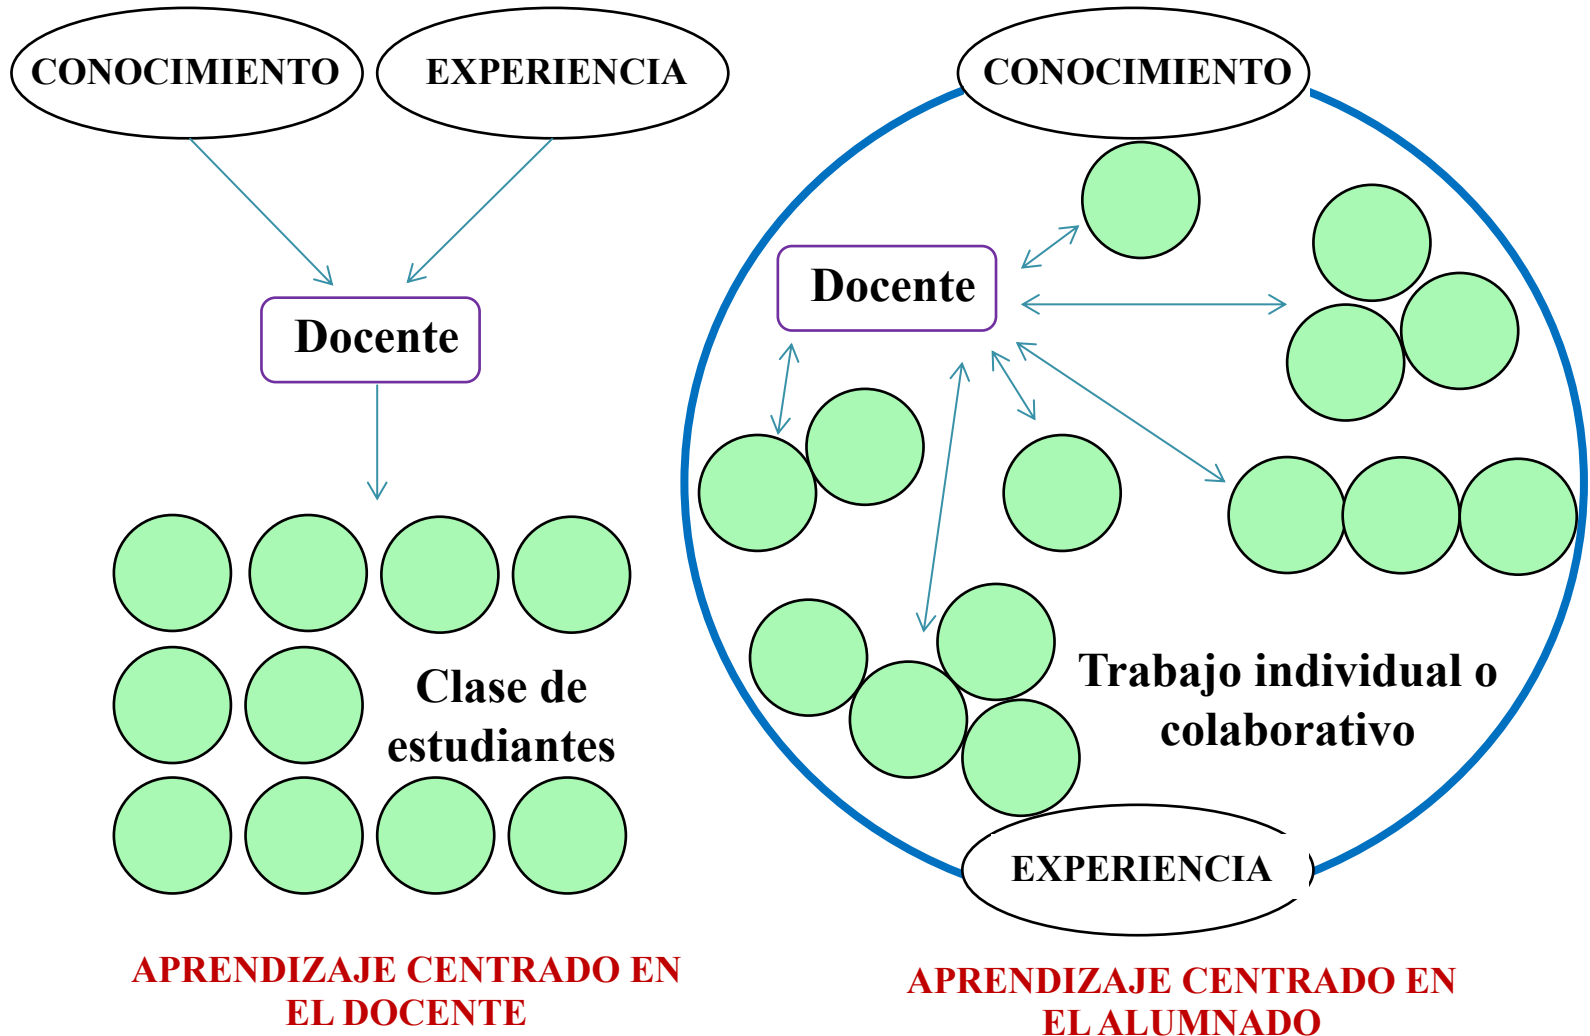 CONOCIMIENTO
EXPERIENCIA
Docente
Clase de
estudiantes
APRENDIZAJE CENTRADO EN
EL DOCENTE
CONOCIMIENTO
Docente
Trabajo individual o
colaborativo
EXPERIENCIA
APRENDIZAJE CENTRADO EN
EL ALUMNADO